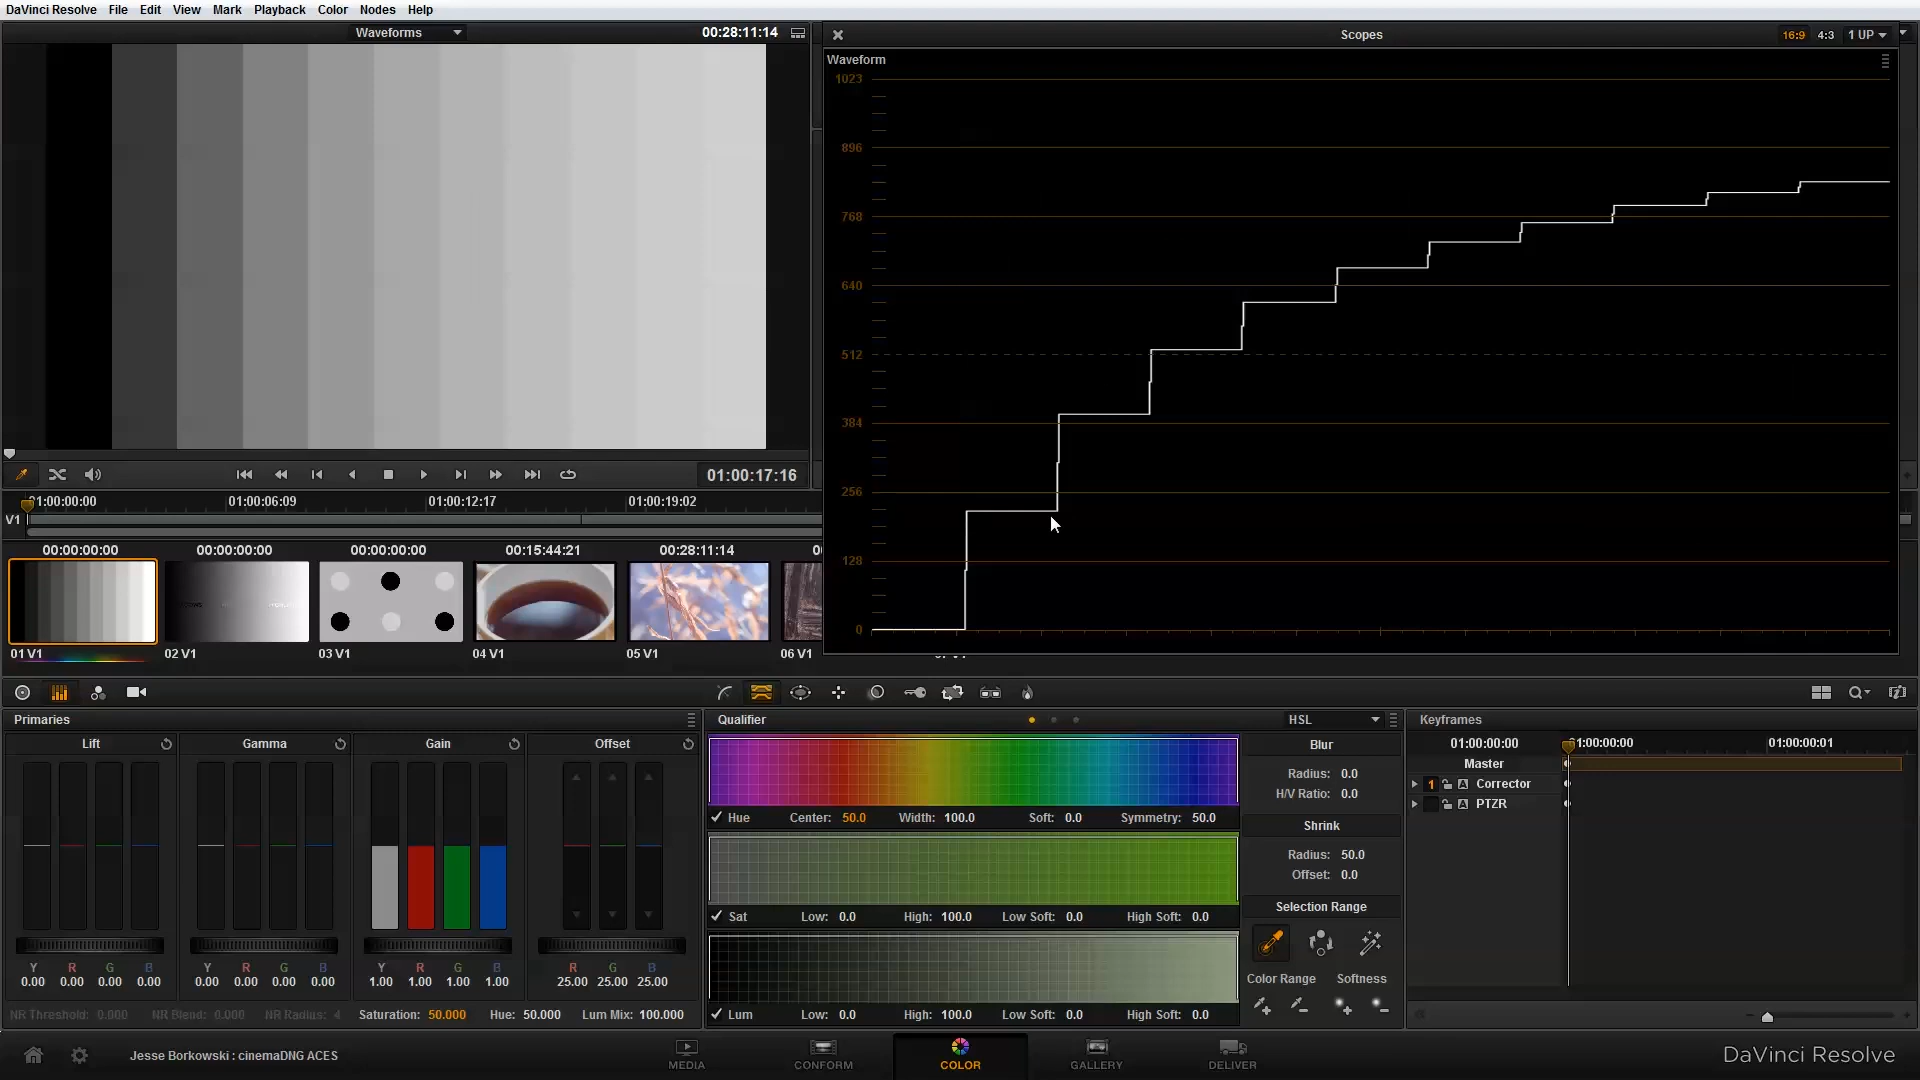 DaVinci Resolve File Edit View Mark Playback Color Nodes Help
Waveforms 00:28:11:14
Scopes 16:9 4:3 1 UP
Waveform
1023
896
768
640
512
384
256
128
0
01:00:17:16
01:00:00:00 01:00:06:09 01:00:12:17 01:00:19:02
V1
00:00:00:00 00:00:00:00 00:00:00:00 00:15:44:21 00:28:11:14
01 V1 02 V1 03 V1 04 V1 05 V1 06 V1
Primaries
Lift Gamma Gain Offset
Y R G B Y R G B Y R G B R G B
0.00 0.00 0.00 0.00 0.00 0.00 0.00 0.00 1.00 1.00 1.00 1.00 25.00 25.00 25.00
NR Threshold: 0.000 NR Blend: 0.000 NR Radius: 4 Saturation: 50.000 Hue: 50.000 Lum Mix: 100.000
Qualifier HSL
Hue Center: 50.0 Width: 100.0 Soft: 0.0 Symmetry: 50.0
Sat Low: 0.0 High: 100.0 Low Soft: 0.0 High Soft: 0.0
Lum Low: 0.0 High: 100.0 Low Soft: 0.0 High Soft: 0.0
Blur
Radius: 0.0
H/V Ratio: 0.0
Shrink
Radius: 50.0
Offset: 0.0
Selection Range
Color Range Softness
Keyframes
01:00:00:00 01:00:00:00 01:00:00:01
Master
1 A Corrector
A PTZR
Jesse Borkowski : cinemaDNG ACES
MEDIA CONFORM COLOR GALLERY DELIVER
DaVinci Resolve